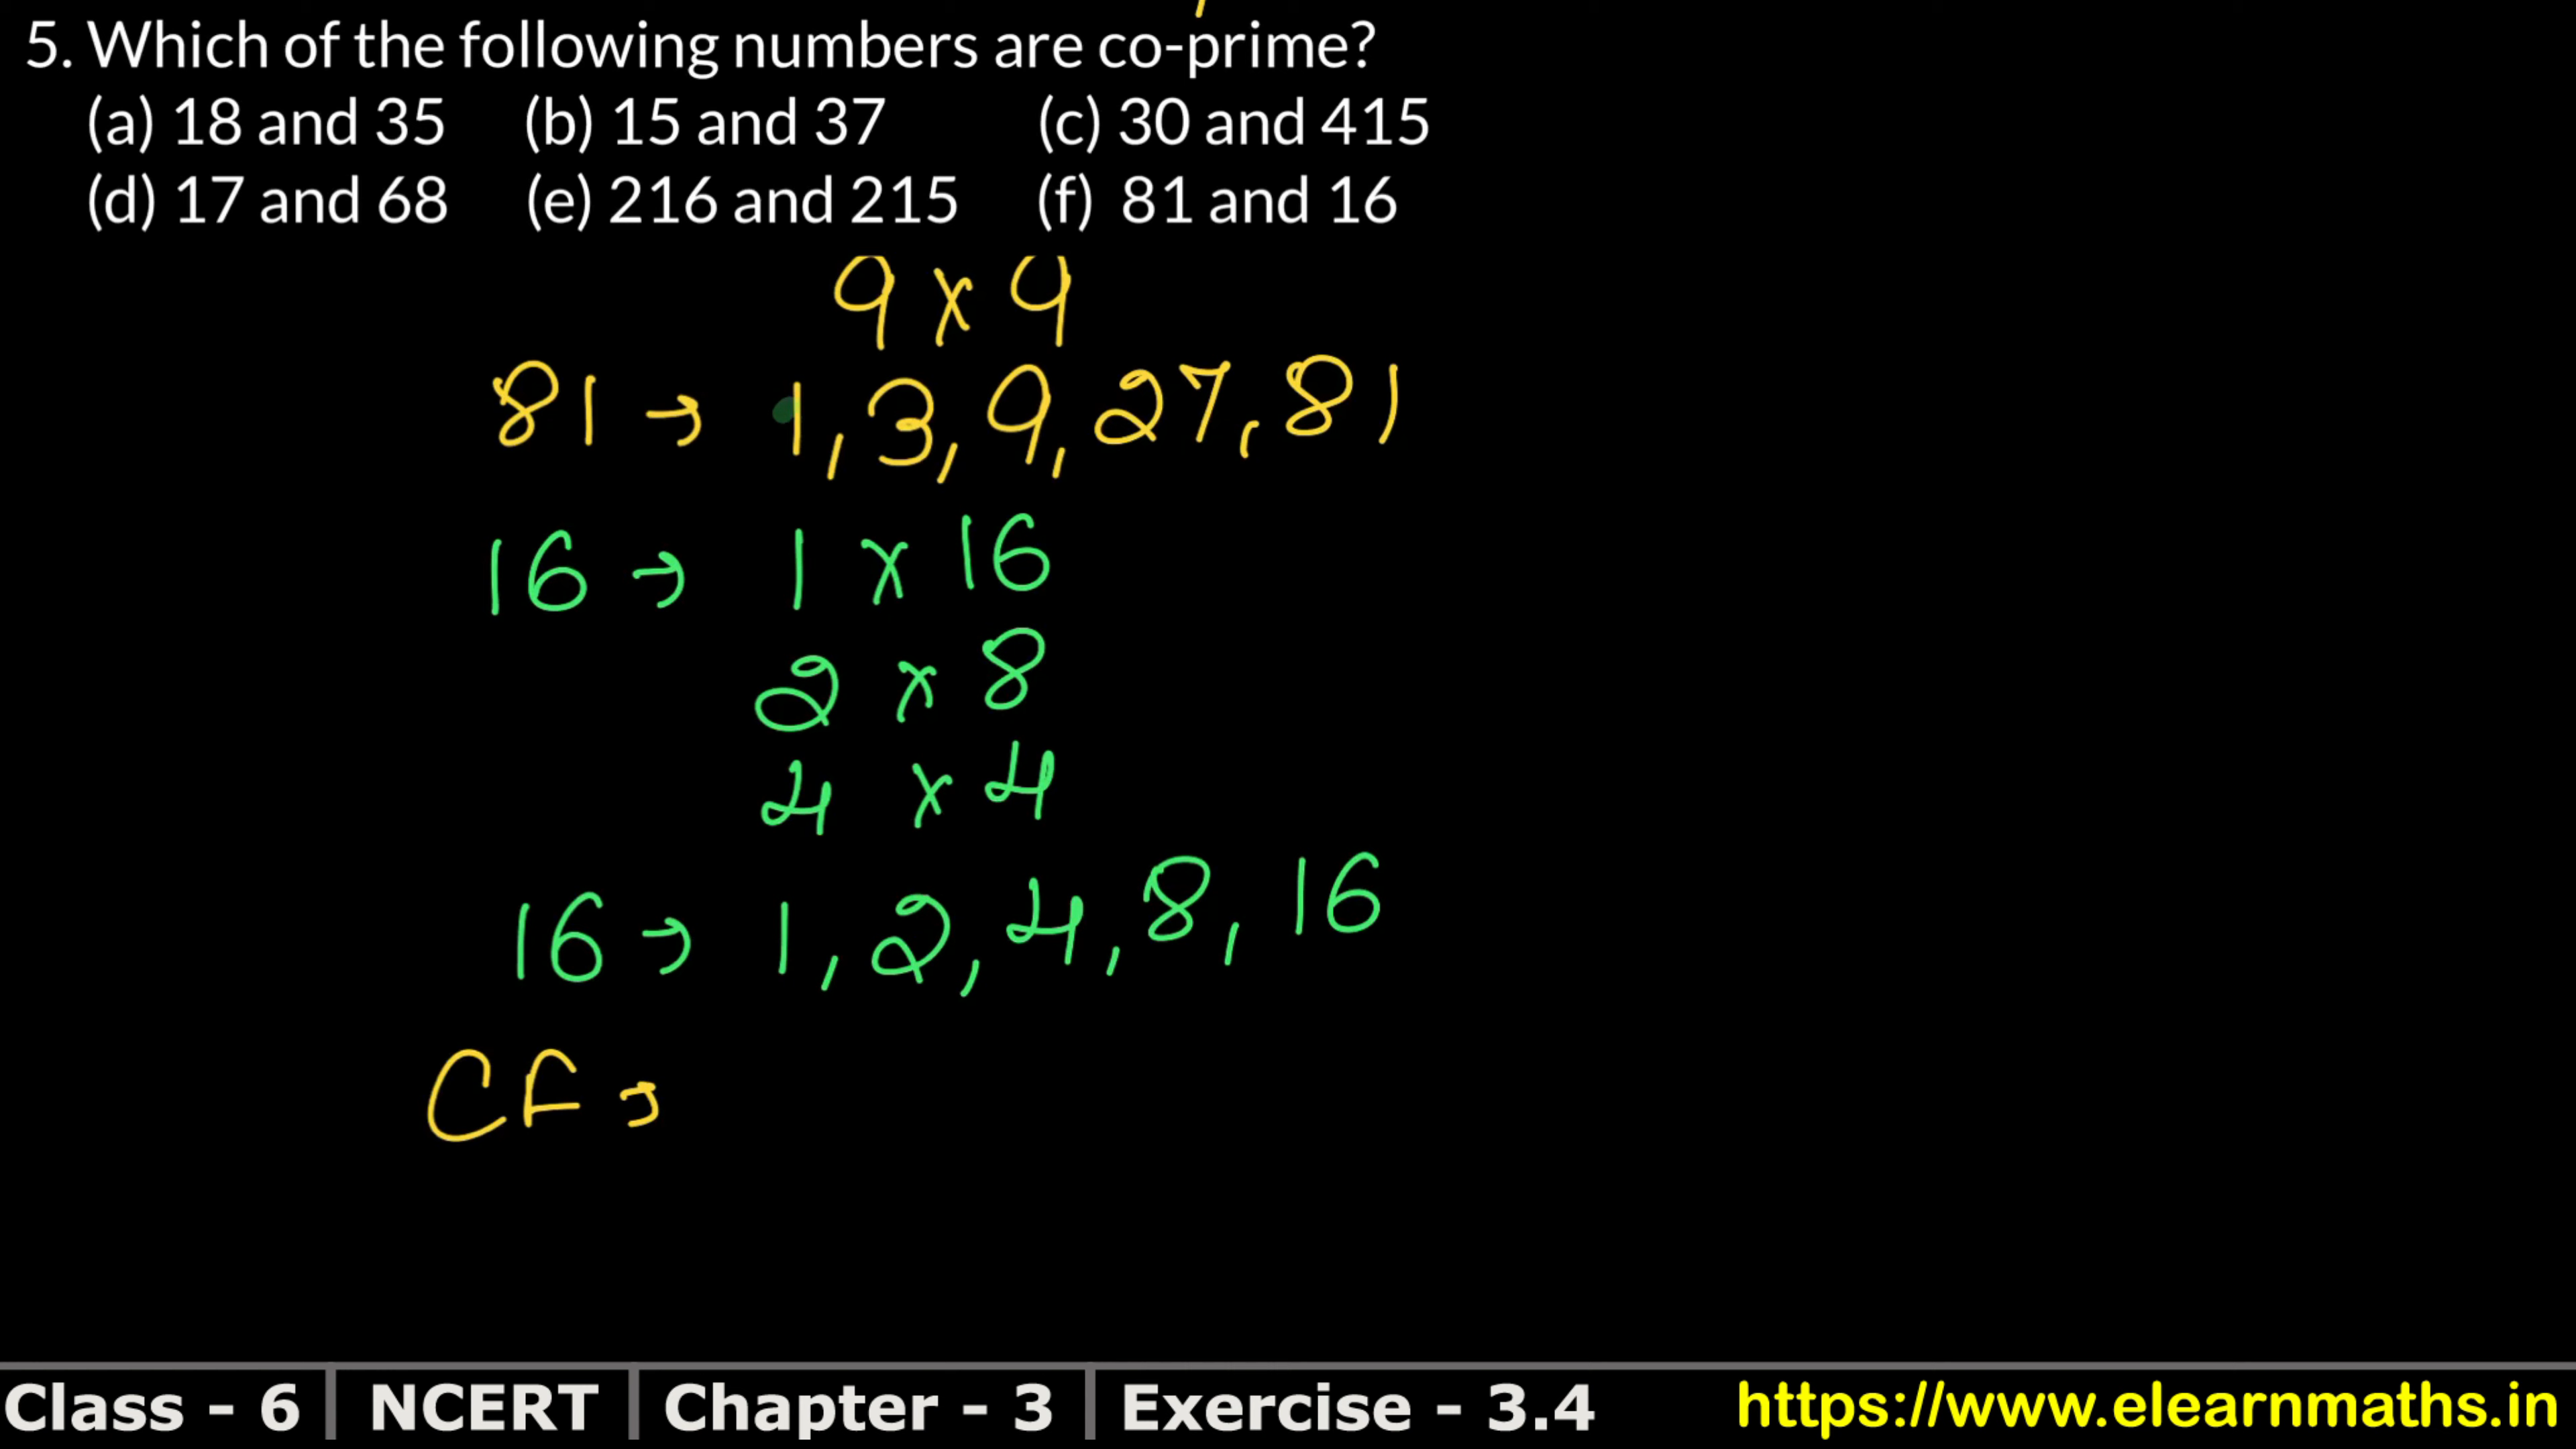 5. Which of the following numbers are co-prime?
(a) 18 and 35 (b) 15 and 37 (c) 30 and 415
(d) 17 and 68 (e) 216 and 215 (f) 81 and 16
9 x 9
81 → 1, 3, 9, 27, 81
16 → 1 x 16
2 x 8
4 x 4
16 → 1, 2, 4, 8, 16
CF →
Class - 6 | NCERT | Chapter - 3 | Exercise - 3.4 https://www.elearnmaths.in